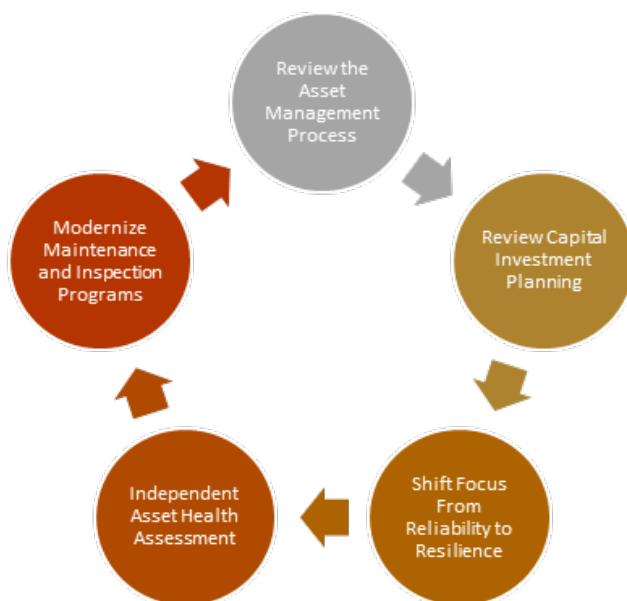 Review the
Asset
Management
Process
Review Capital
Investment
Planning
Shift Focus
From
Reliability to
Resilience
Independent
Asset Health
Assessment
Modernize
Maintenance
and Inspection
Programs